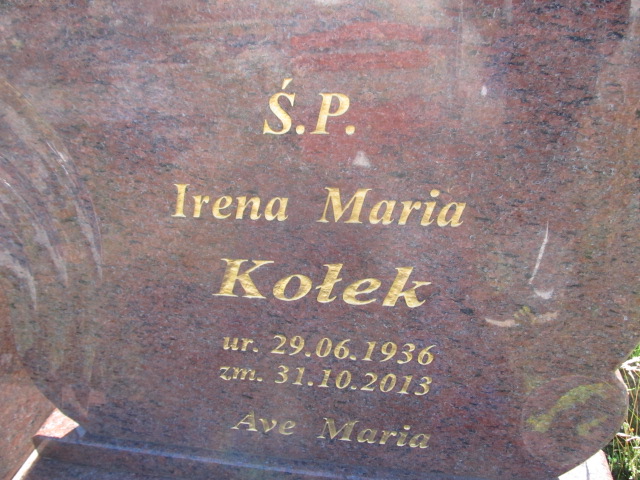 Ś.P.
Irena Maria
Kołek
ur. 29.06.1936
zm. 31.10.2013
Ave Maria